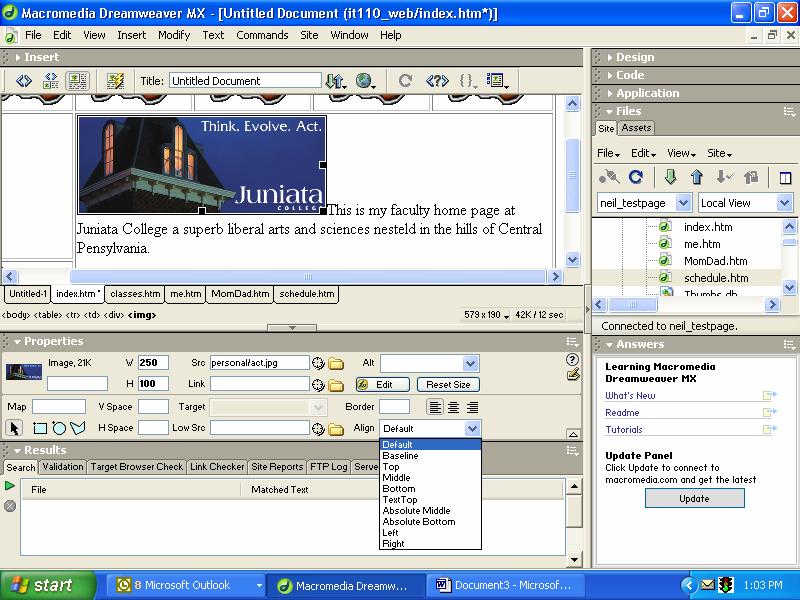 Macromedia Dreamweaver MX - [Untitled Document (it110_web/index.htm*)]
File Edit View Insert Modify Text Commands Site Window Help
Insert
Title: Untitled Document
Think. Evolve. Act.
Juniata
COLLEGE
This is my faculty home page at
Juniata College a superb liberal arts and sciences nesteld in the hills of Central
Pensylvania.
Untitled-1 index.htm* classes.htm me.htm MomDad.htm schedule.htm
<body> <table> <tr> <td> <div> <img> 579 x 190 42K / 12 sec
Properties
Image, 21K W 250 Src personal/act.jpg Alt
H 100 Link Edit Reset Size
Map V Space Target Border
H Space Low Src Align Default
Default
Baseline
Top
Middle
Bottom
TextTop
Absolute Middle
Absolute Bottom
Left
Right
Results
Search Validation Target Browser Check Link Checker Site Reports FTP Log Serve
File Matched Text
Design
Code
Application
Files
Site Assets
File Edit View Site
neil_testpage Local View
index.htm
me.htm
MomDad.htm
schedule.htm
Thumbs.db
Connected to neil_testpage.
Answers
Learning Macromedia
Dreamweaver MX
What's New
Readme
Tutorials
Update Panel
Click Update to connect to
macromedia.com and get the latest
Update
start 8 Microsoft Outlook Macromedia Dreamw... Document3 - Microsof... 1:03 PM